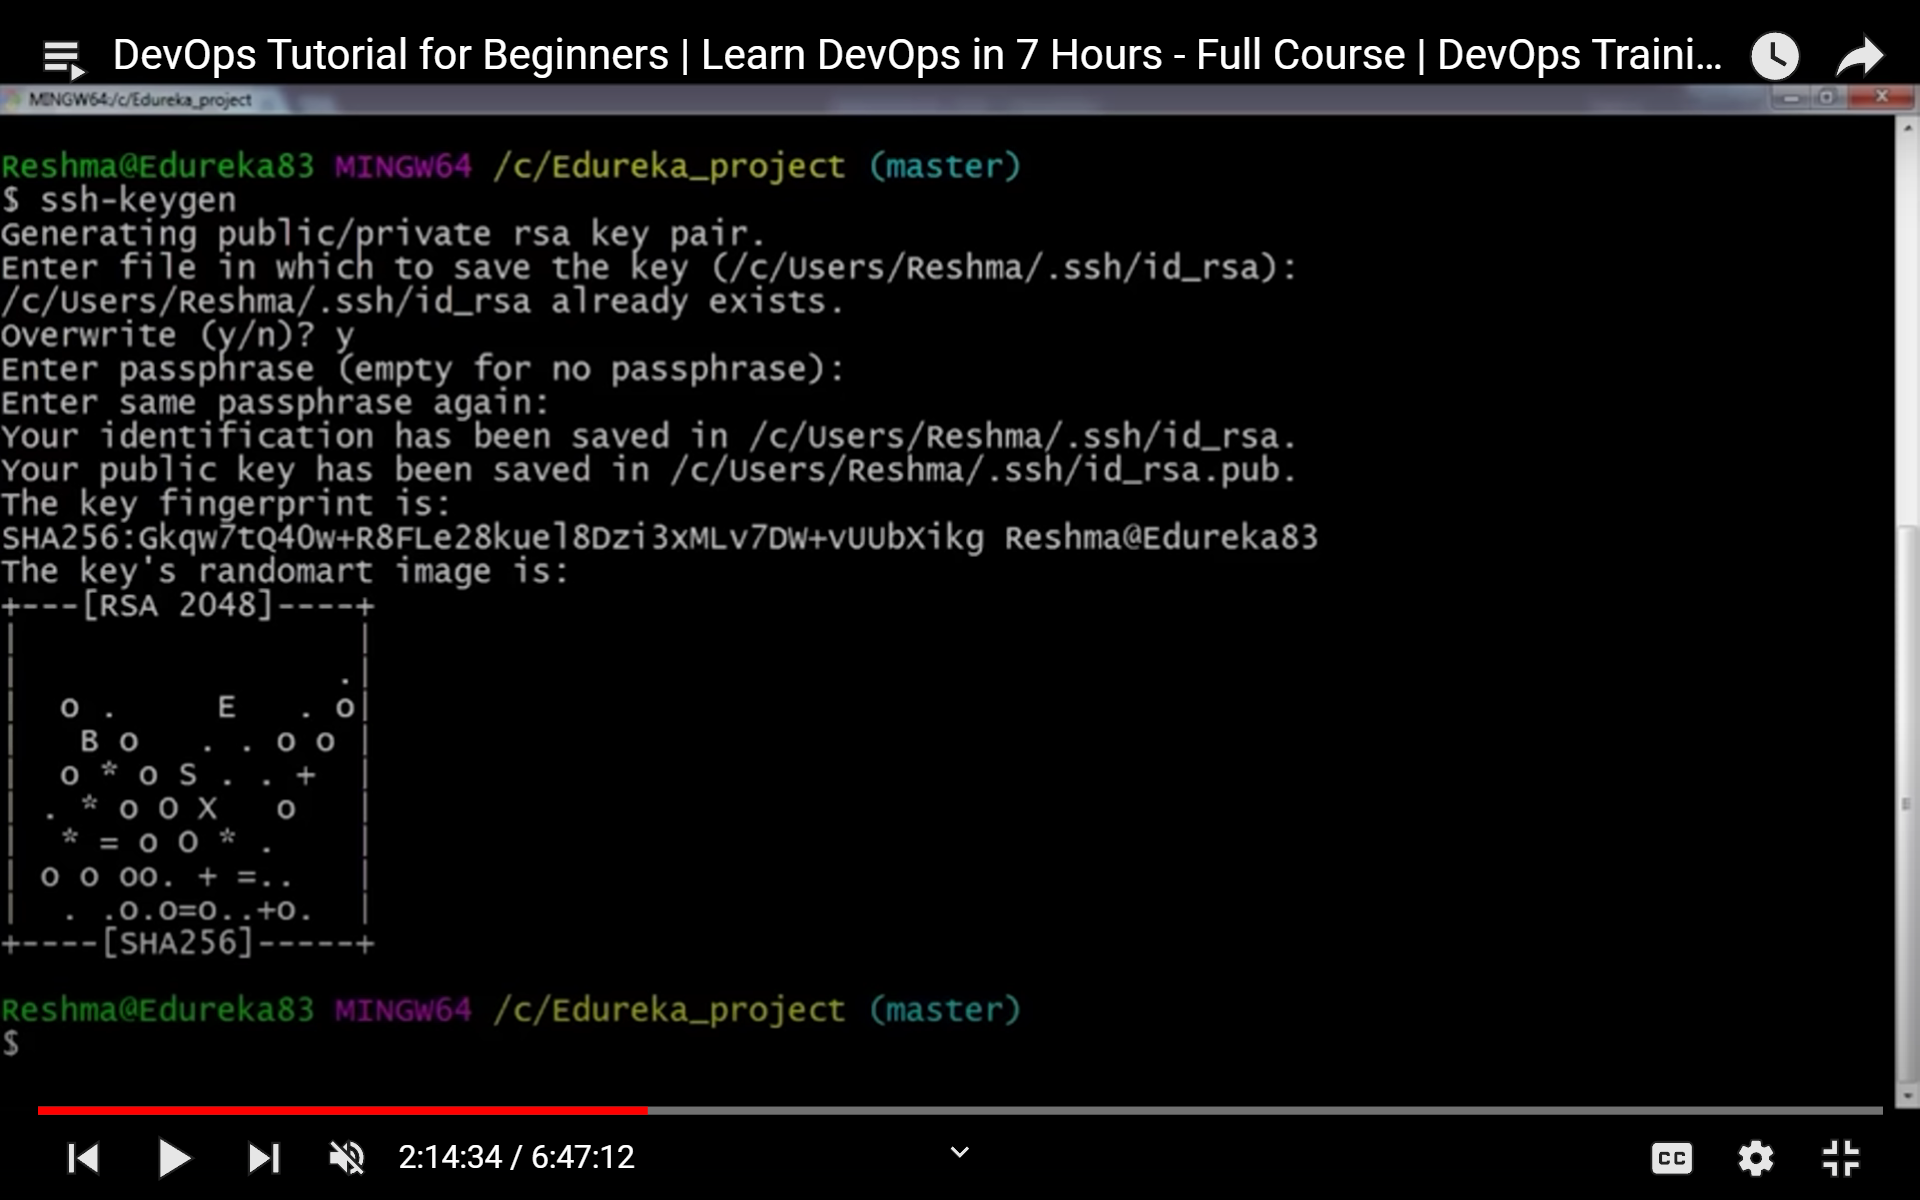 DevOps Tutorial for Beginners | Learn DevOps in 7 Hours - Full Course | DevOps Traini...
MINGW64:/c/Edureka_project
Reshma@Edureka83 MINGW64 /c/Edureka_project (master)
$ ssh-keygen
Generating public/private rsa key pair.
Enter file in which to save the key (/c/Users/Reshma/.ssh/id_rsa):
/c/Users/Reshma/.ssh/id_rsa already exists.
Overwrite (y/n)? y
Enter passphrase (empty for no passphrase):
Enter same passphrase again:
Your identification has been saved in /c/Users/Reshma/.ssh/id_rsa.
Your public key has been saved in /c/Users/Reshma/.ssh/id_rsa.pub.
The key fingerprint is:
SHA256:Gkqw7tQ4Ow+R8FLe28kuel8Dzi3xMLv7DW+vUUbXikg Reshma@Edureka83
The key's randomart image is:
+---[RSA 2048]----+
|                 |
|                .|
|  o .     E   . o|
|   B o   . . o o |
|  o * o S . . +  |
| . * o O X   o   |
|  * = o O * .    |
| o o oo. + =..   |
|  . .o.o=o..+o.  |
+----[SHA256]-----+
Reshma@Edureka83 MINGW64 /c/Edureka_project (master)
$
2:14:34 / 6:47:12
CC